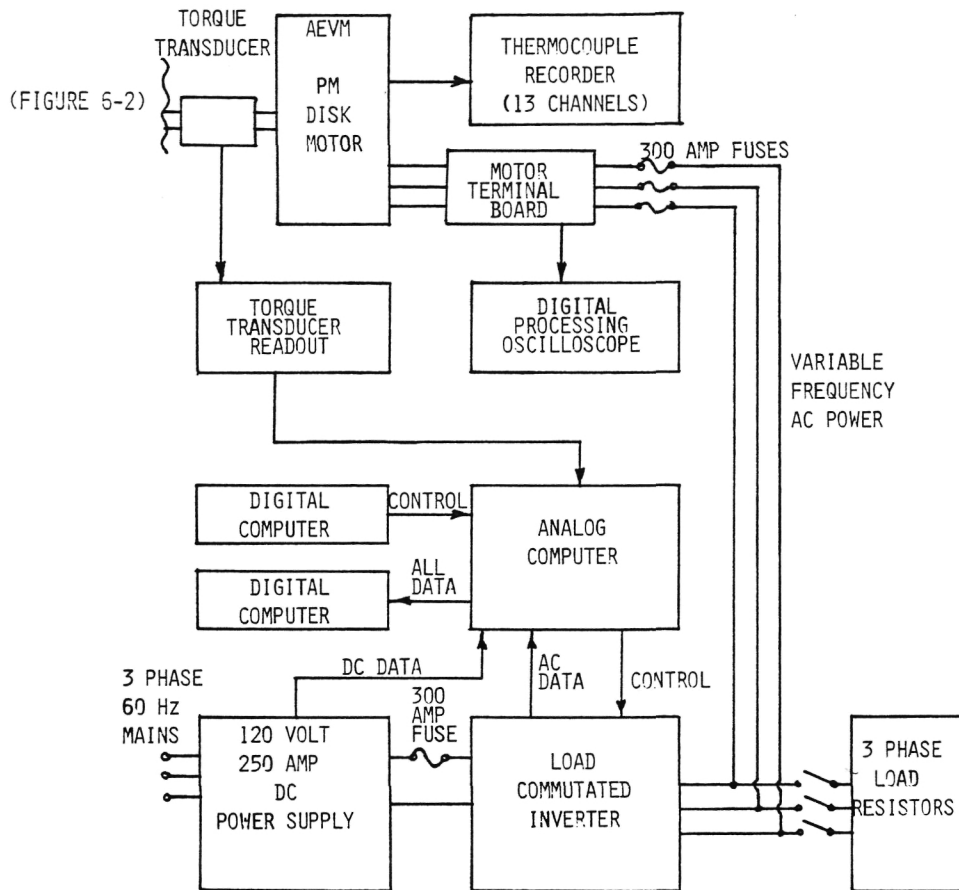 TORQUE
TRANSDUCER
(FIGURE 6-2)
AEVM
PM
DISK
MOTOR
THERMOCOUPLE
RECORDER
(13 CHANNELS)
300 AMP FUSES
MOTOR
TERMINAL
BOARD
TORQUE
TRANSDUCER
READOUT
DIGITAL
PROCESSING
OSCILLOSCOPE
VARIABLE
FREQUENCY
AC POWER
DIGITAL
COMPUTER
CONTROL
ANALOG
COMPUTER
DIGITAL
COMPUTER
ALL
DATA
DC DATA
AC
DATA
CONTROL
3 PHASE
60 Hz
MAINS
120 VOLT
250 AMP
DC
POWER SUPPLY
300
AMP
FUSE
LOAD
COMMUTATED
INVERTER
3 PHASE
LOAD
RESISTORS